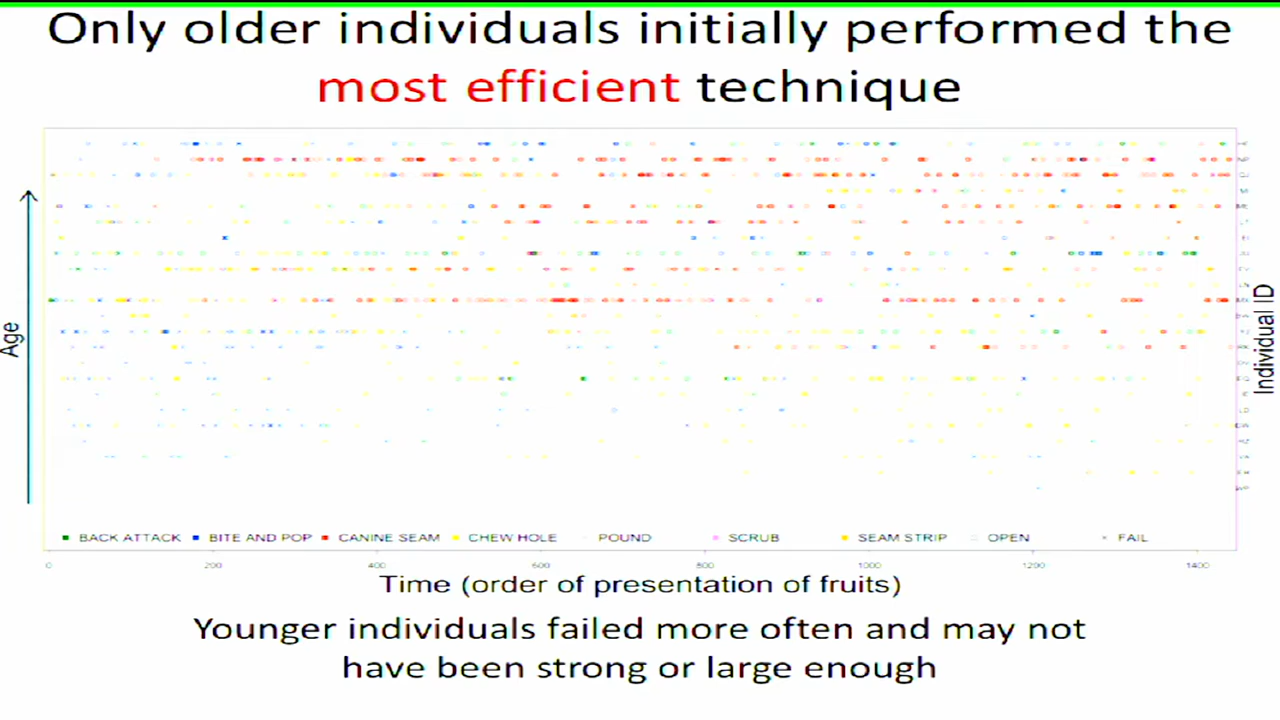 Only older individuals initially performed the
most efficient technique
Age
Individual ID
BACK ATTACK BITE AND POP CANINE SEAM CHEW HOLE POUND SCRUB SEAM STRIP OPEN FAIL
0 200 400 600 800 1000 1200 1400
Time (order of presentation of fruits)
Younger individuals failed more often and may not
have been strong or large enough